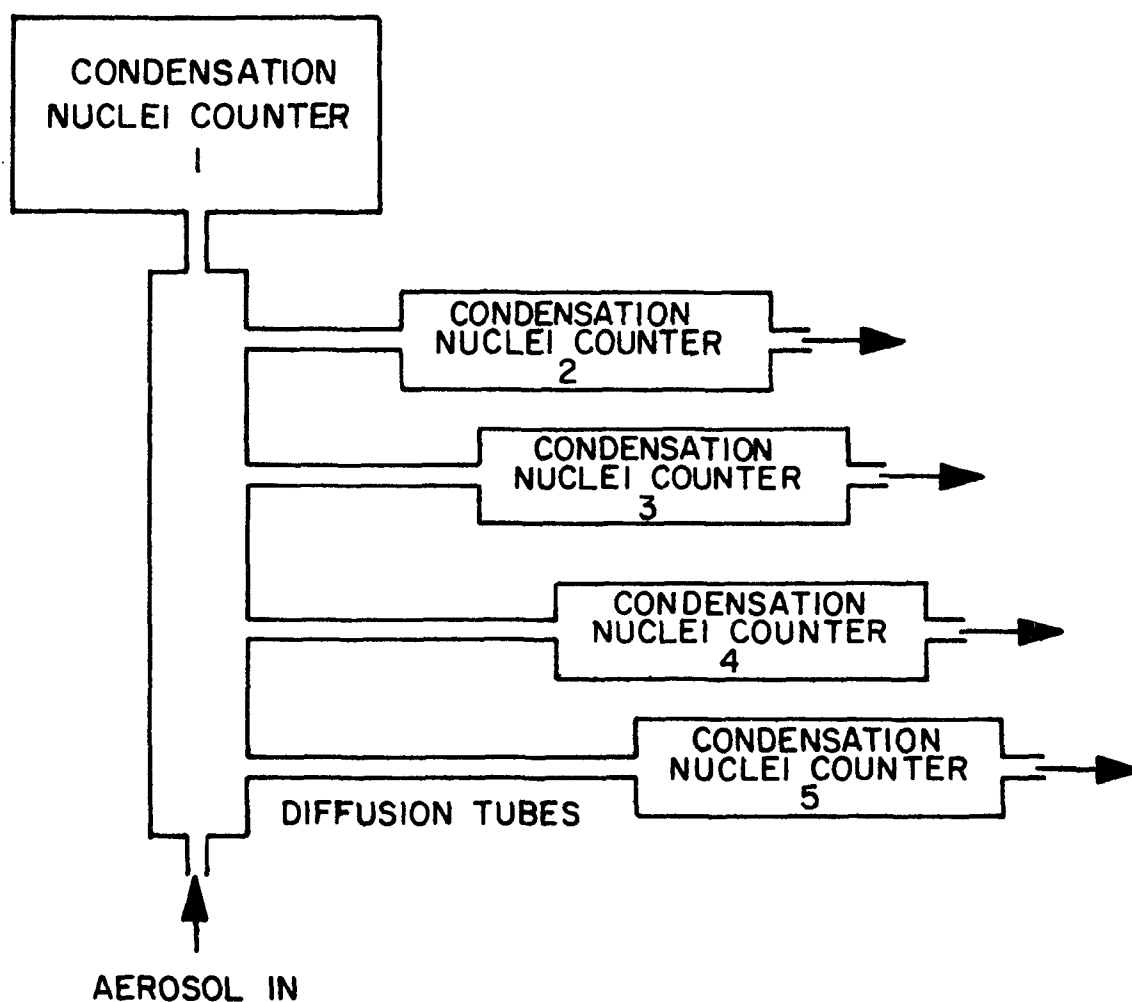 CONDENSATION
NUCLEI COUNTER
1
CONDENSATION
NUCLEI COUNTER
2
CONDENSATION
NUCLEI COUNTER
3
CONDENSATION
NUCLEI COUNTER
4
CONDENSATION
NUCLEI COUNTER
5
DIFFUSION TUBES
AEROSOL IN